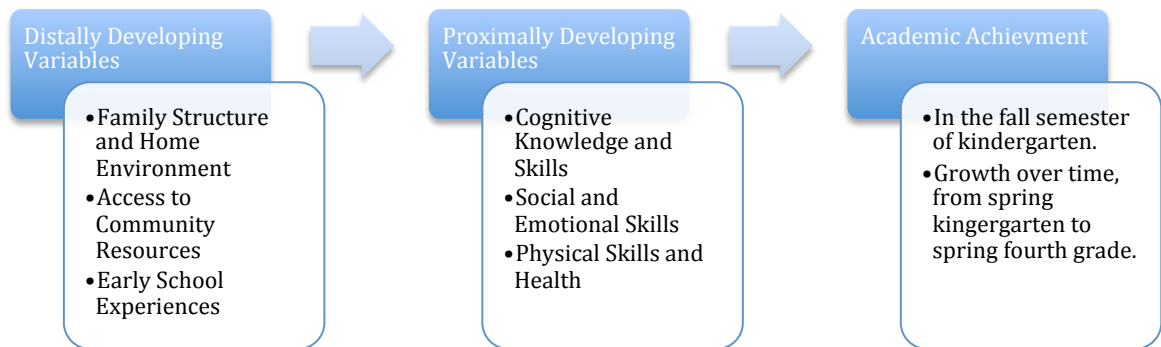 Distally Developing
Variables
•Family Structure
and Home
Environment
•Access to
Community
Resources
•Early School
Experiences
Proximally Developing
Variables
•Cognitive
Knowledge and
Skills
•Social and
Emotional Skills
•Physical Skills and
Health
Academic Achievment
•In the fall semester
of kindergarten.
•Growth over time,
from spring
kingergarten to
spring fourth grade.